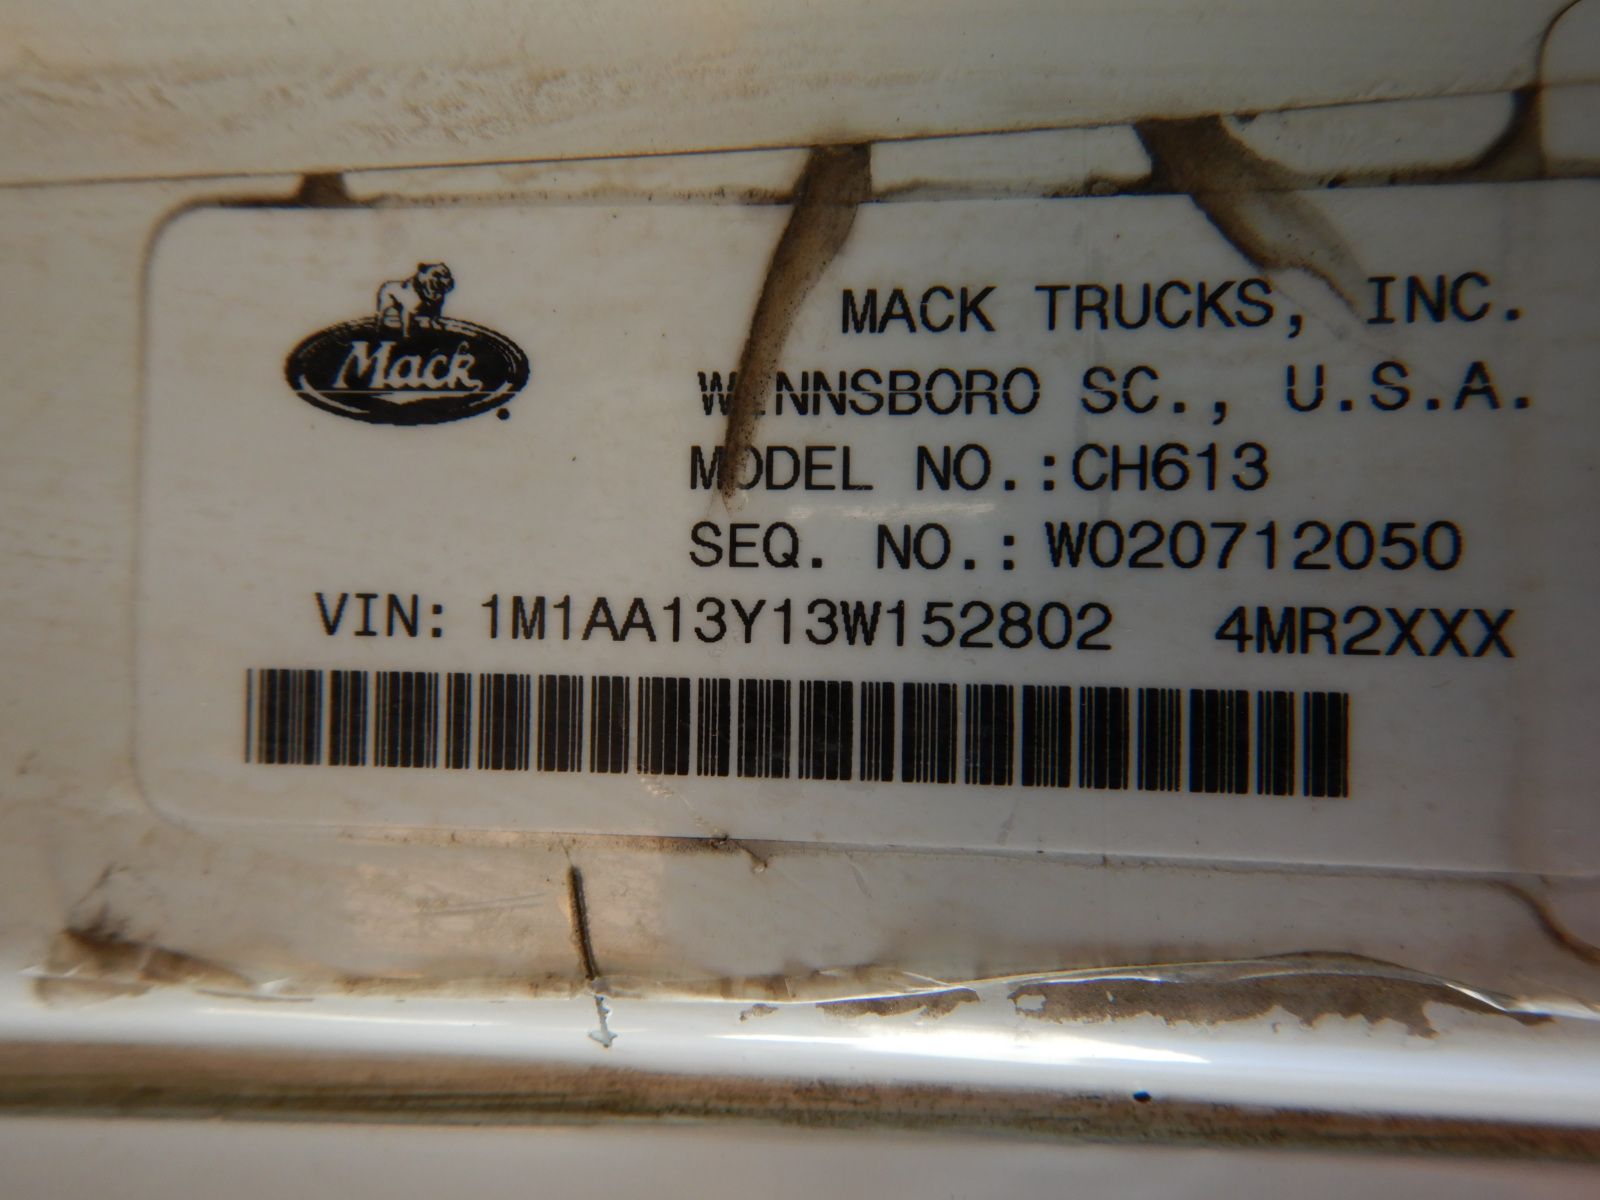 Mack
MACK TRUCKS, INC.
WINNSBORO SC., U.S.A.
MODEL NO.:CH613
SEQ. NO.: W020712050
VIN: 1M1AA13Y13W152802 4MR2XXX